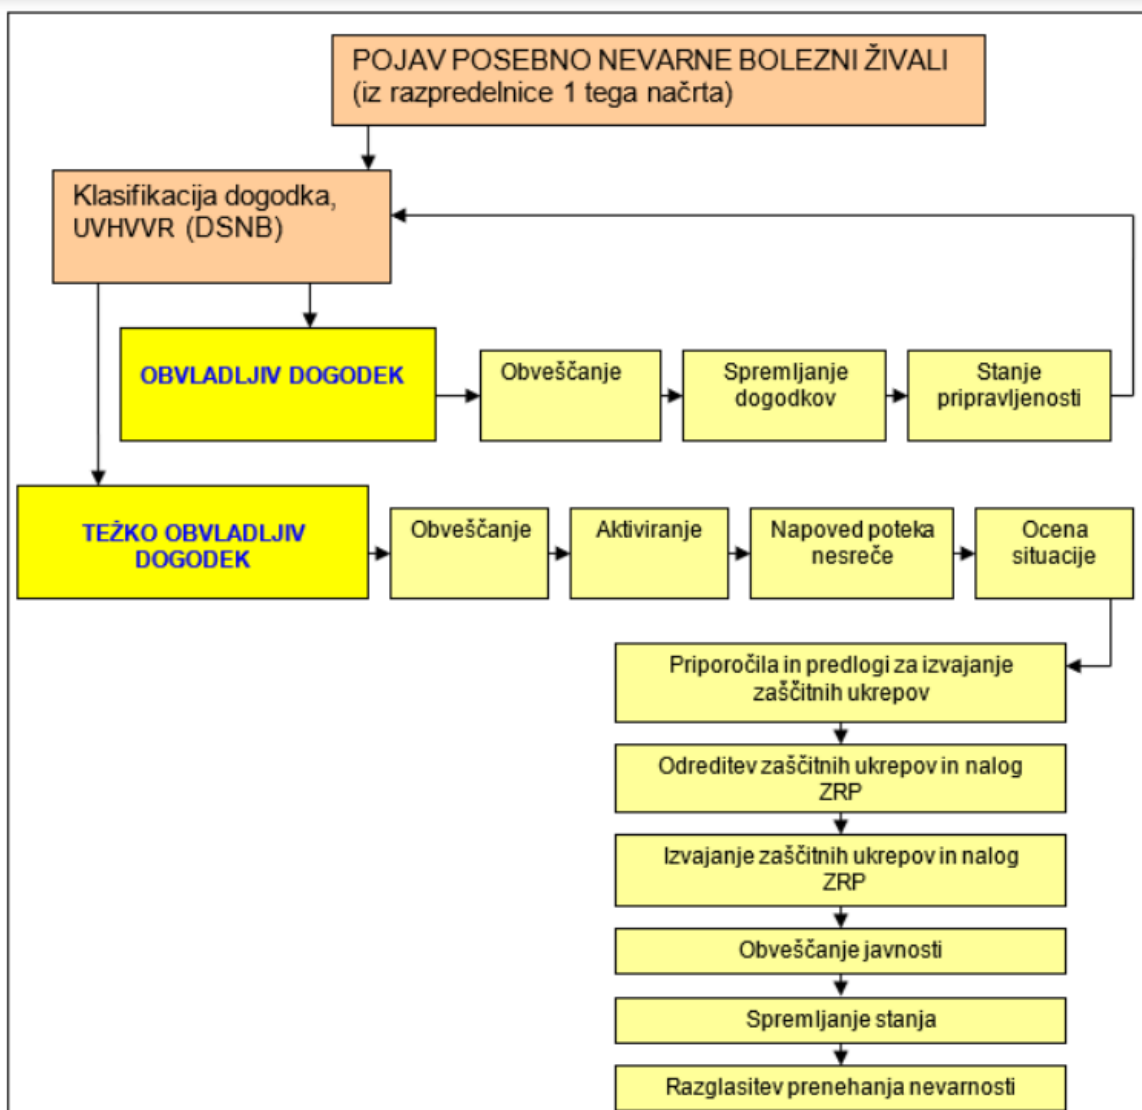 POJAV POSEBNO NEVARNE BOLEZNI ŽIVALI
(iz razpredelnice 1 tega načrta)
Klasifikacija dogodka,
UVHVVR (DSNB)
OBVLADLJIV DOGODEK
Obveščanje
Spremljanje
dogodkov
Stanje
pripravljenosti
TEŽKO OBVLADLJIV
DOGODEK
Obveščanje
Aktiviranje
Napoved poteka
nesreče
Ocena
situacije
Priporočila in predlogi za izvajanje
zaščitnih ukrepov
Odreditev zaščitnih ukrepov in nalog
ZRP
Izvajanje zaščitnih ukrepov in nalog
ZRP
Obveščanje javnosti
Spremljanje stanja
Razglasitev prenehanja nevarnosti